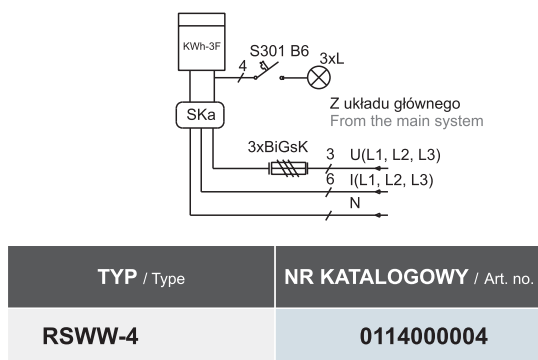 KWh-3F
S301 B6
4
3xL
SKa
Z układu głównego
From the main system
3xBiGsK
3 U(L1, L2, L3)
6 I(L1, L2, L3)
N
TYP / Type NR KATALOGOWY / Art. no.
RSWW-4 0114000004